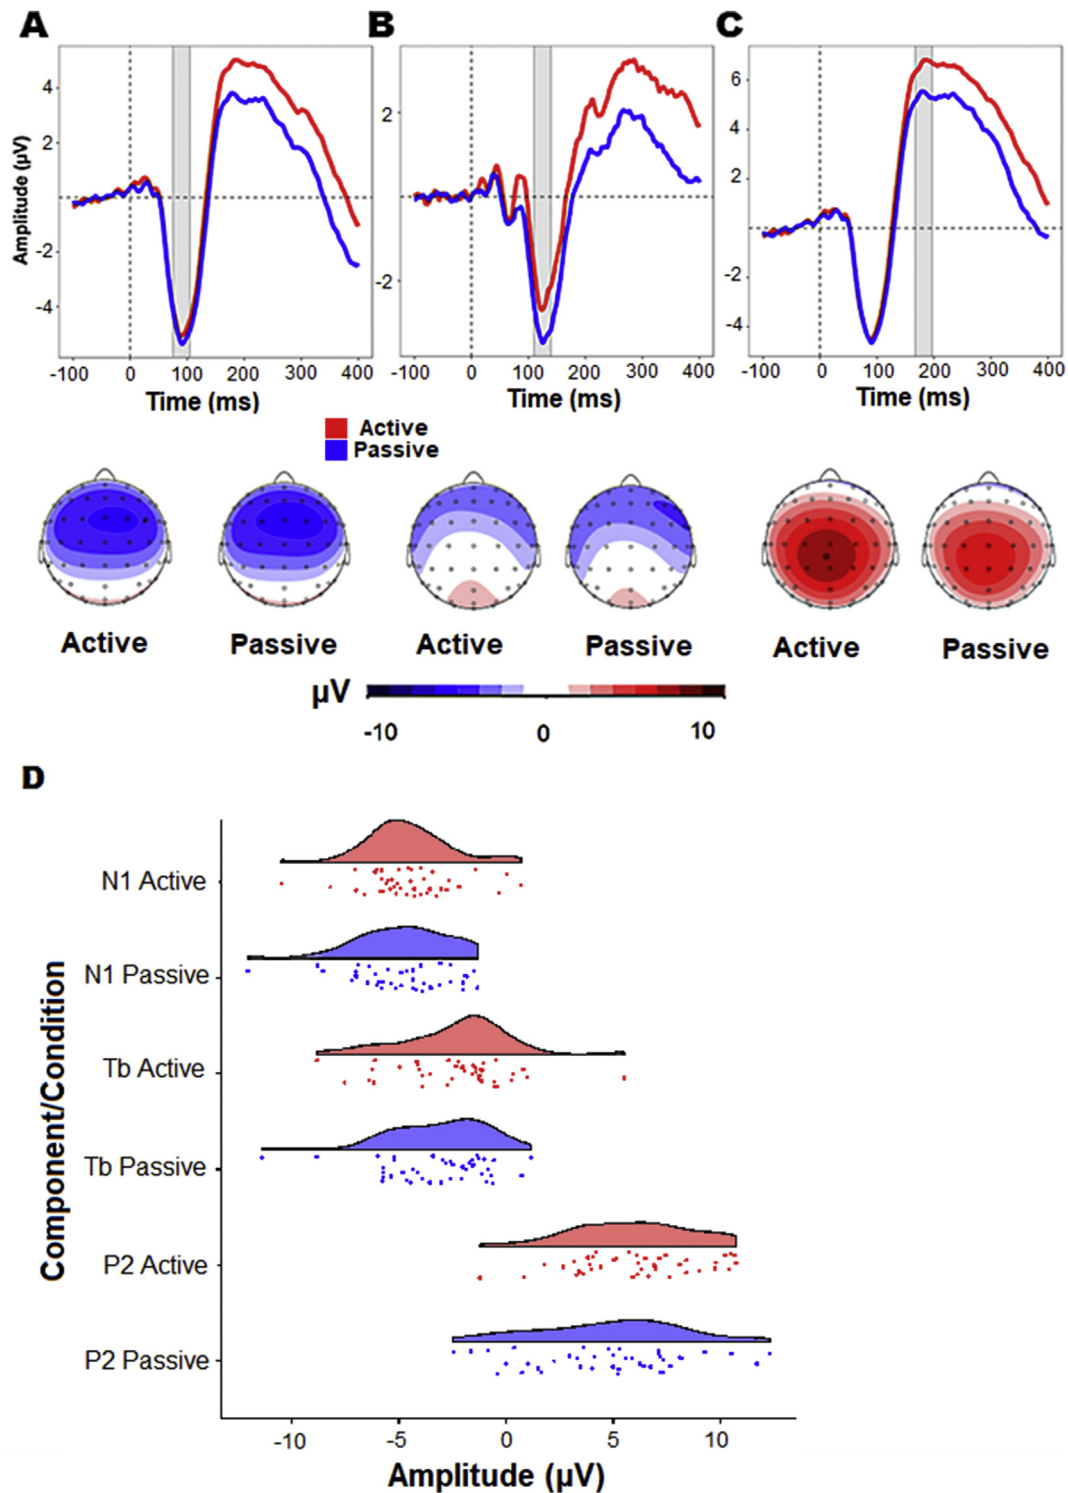 A B C
4
2
-2
-4
Amplitude (µV)
-100 0 100 200 300 400
Time (ms)
2
-2
-100 0 100 200 300 400
Time (ms)
6
4
2
-2
-4
-100 0 100 200 300 400
Time (ms)
Active
Passive
Active Passive Active Passive Active Passive
µV
-10 0 10
D
Component/Condition
N1 Active
N1 Passive
Tb Active
Tb Passive
P2 Active
P2 Passive
-10 -5 0 5 10
Amplitude (µV)